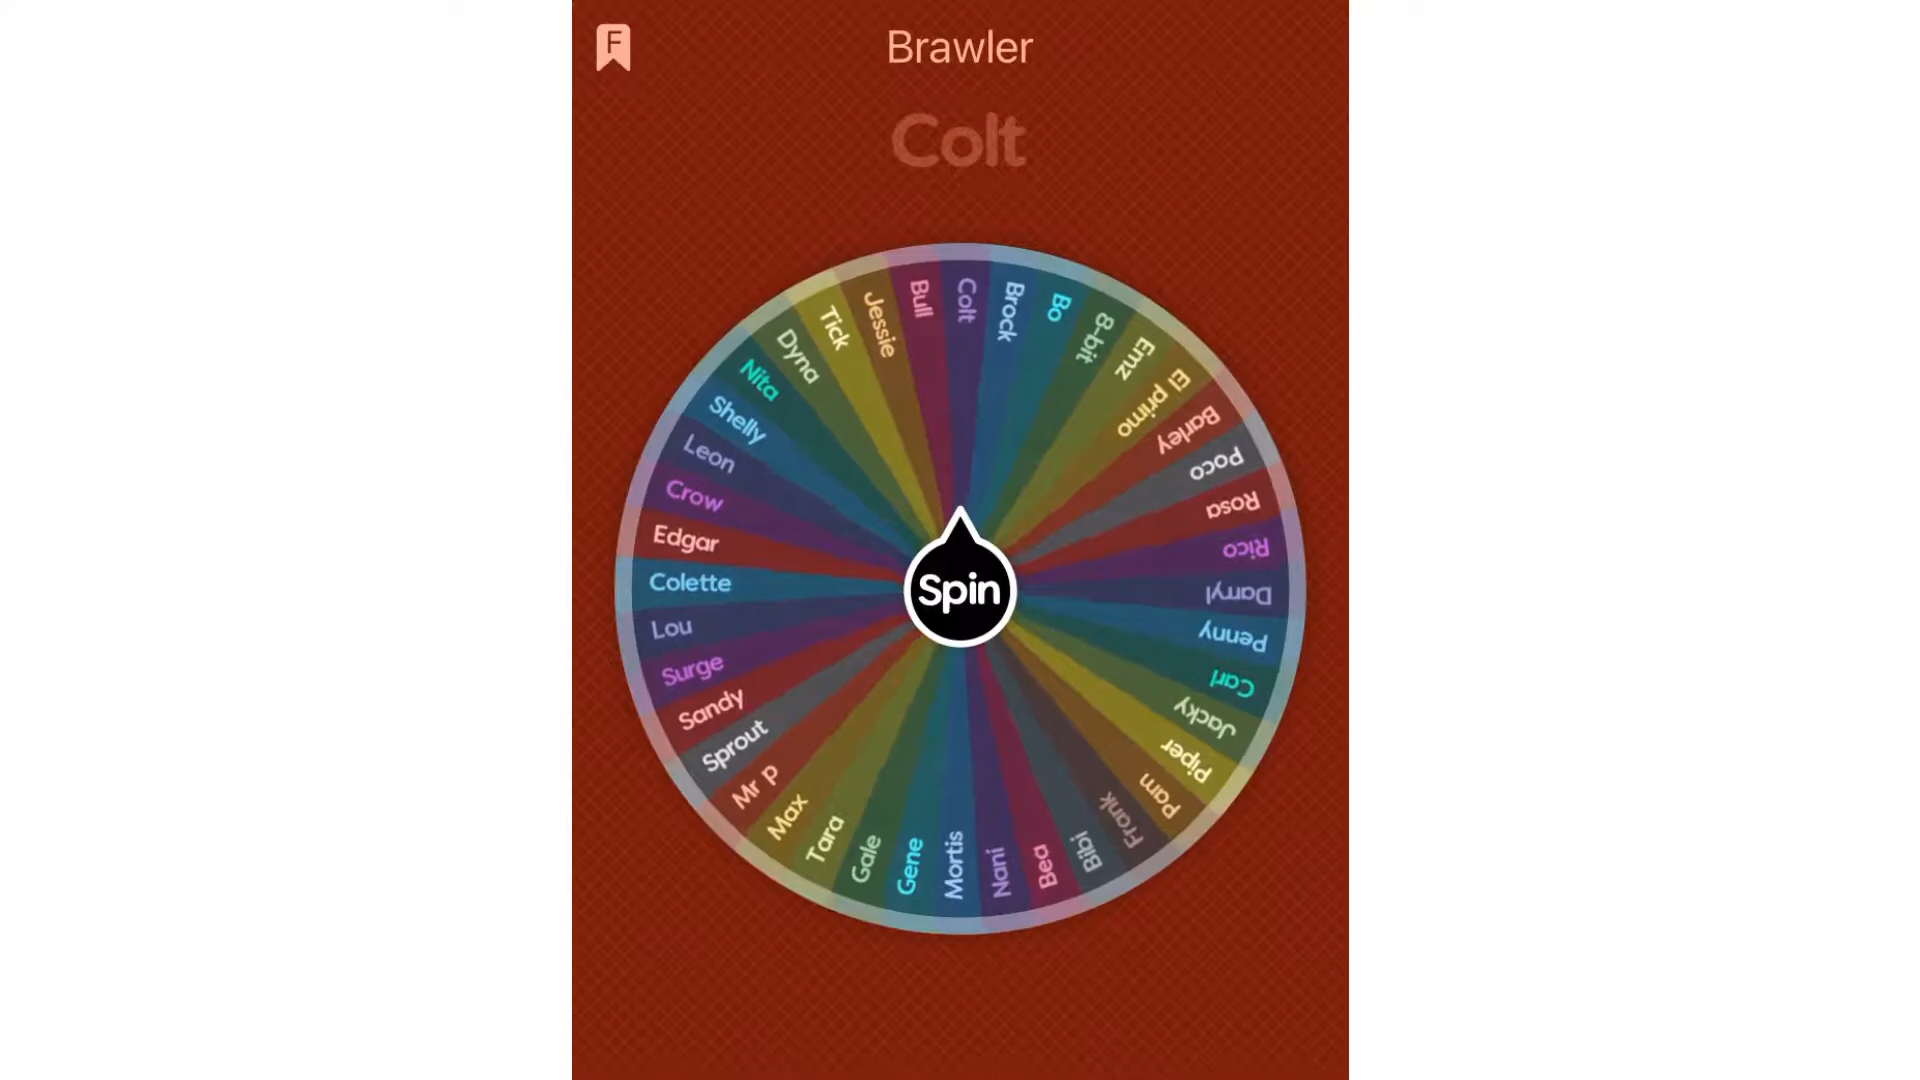 F
Brawler
Colt
Colt
Brock
Bo
8-bit
Emz
El primo
Barley
Poco
Rosa
Rico
Darryl
Penny
Carl
Jacky
Piper
Pam
Frank
Bibi
Bea
Nani
Mortis
Gene
Gale
Tara
Max
Mr p
Sprout
Sandy
Surge
Lou
Colette
Edgar
Crow
Leon
Shelly
Nita
Dyna
Tick
Jessie
Bull
Spin